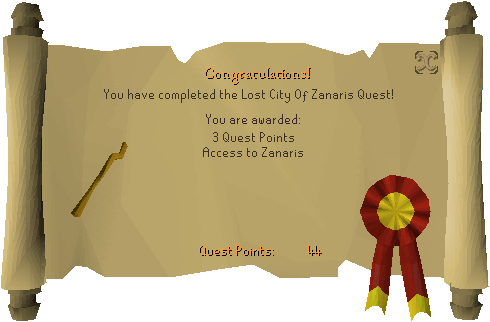 Congratulations!
You have completed the Lost City Of Zanaris Quest!
You are awarded:
3 Quest Points
Access to Zanaris
Quest Points: 44